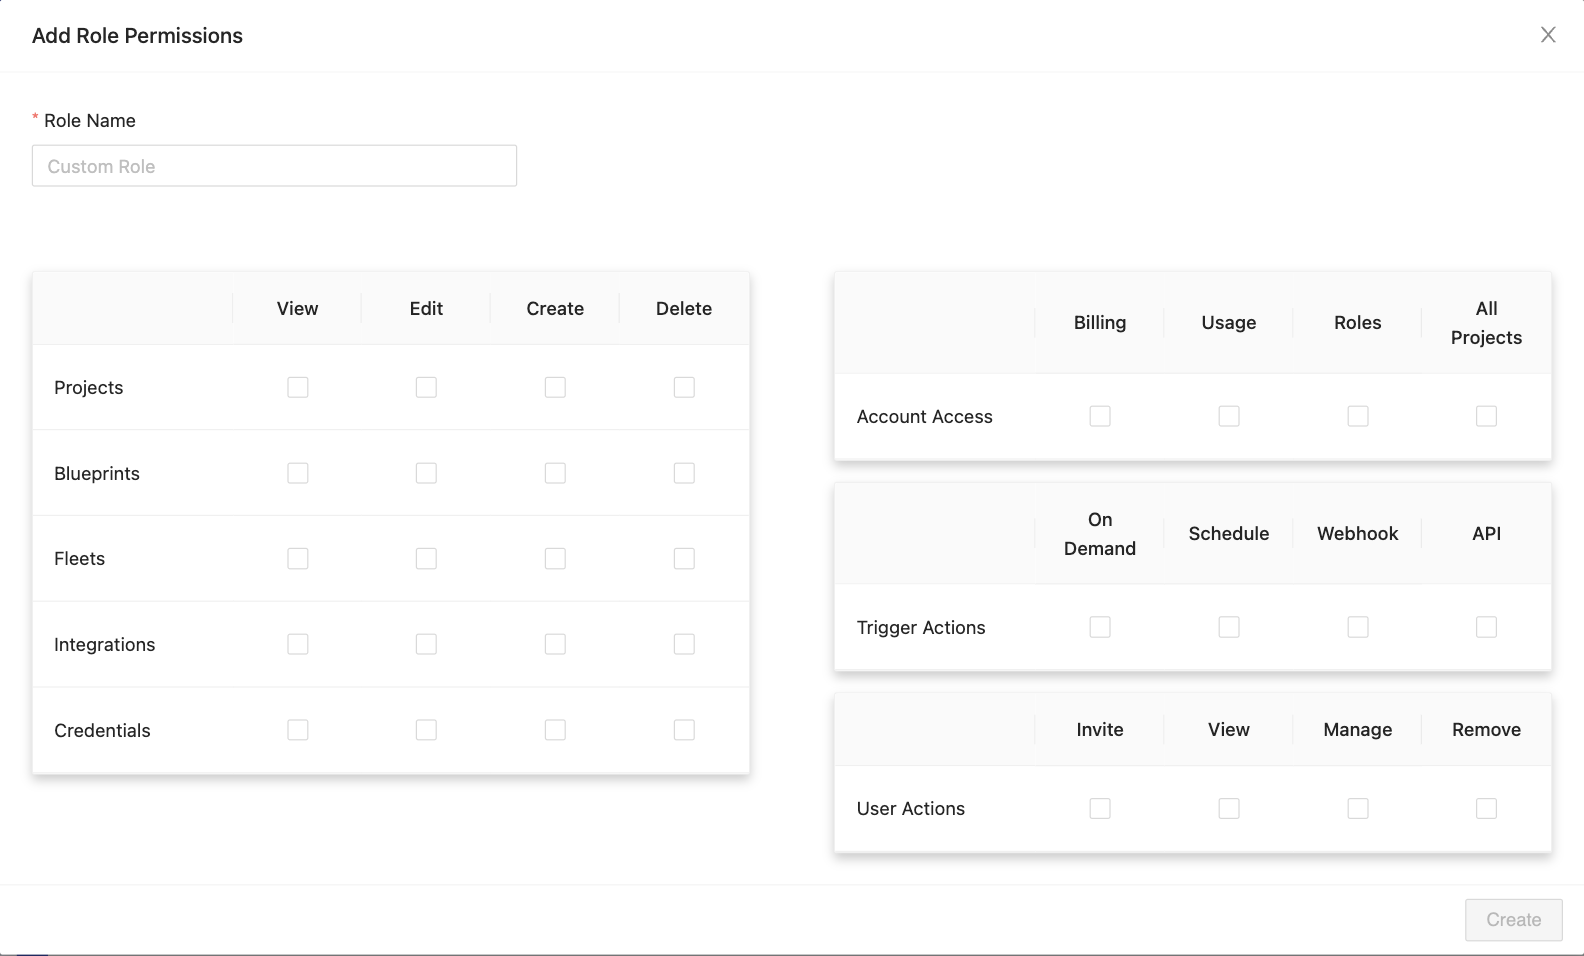 Add Role Permissions
* Role Name
Custom Role
View Edit Create Delete
Projects
Blueprints
Fleets
Integrations
Credentials
Billing Usage Roles All Projects
Account Access
On Demand Schedule Webhook API
Trigger Actions
Invite View Manage Remove
User Actions
Create